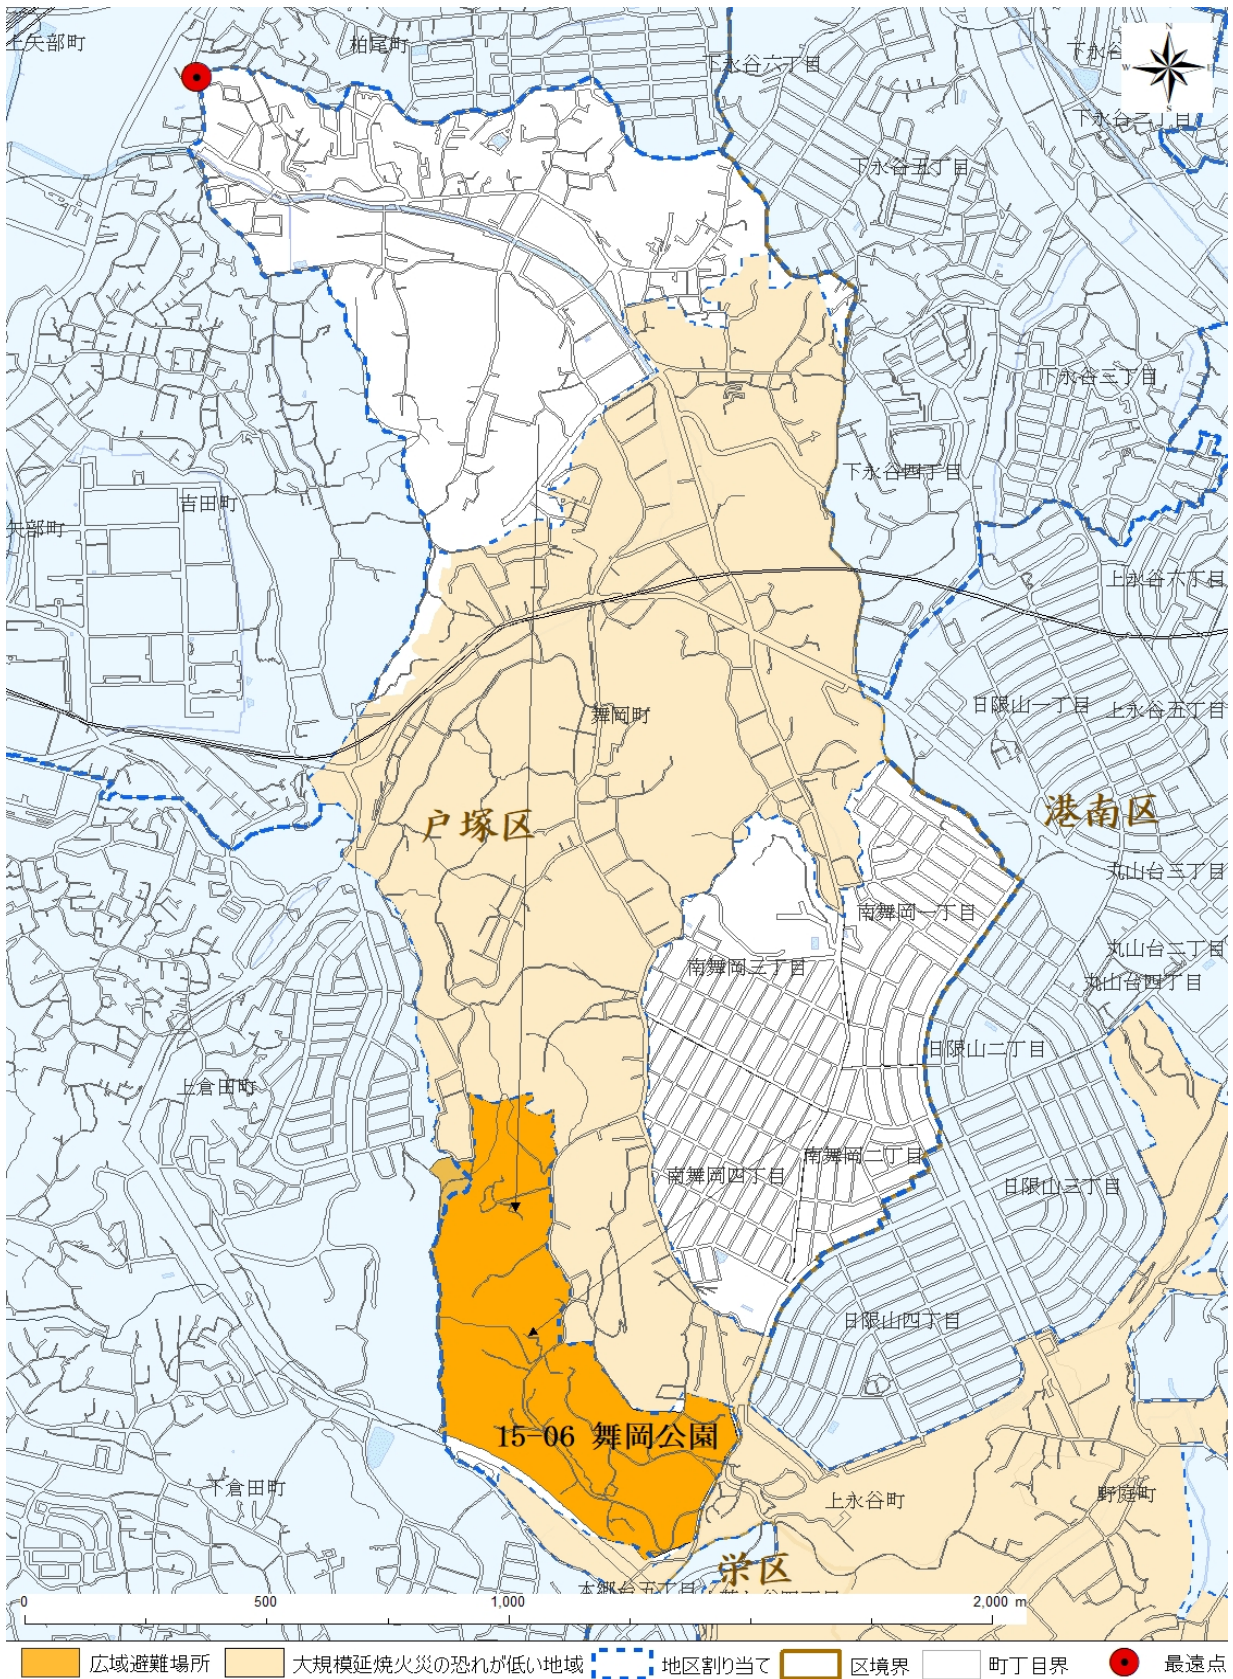 上矢部町
柏尾町
下永谷六丁目
下永谷二丁目
下永谷五丁目
下永谷三丁目
下永谷四丁目
吉田町
矢部町
上永谷六丁目
舞岡町
日限山一丁目
上永谷五丁目
戸塚区
港南区
丸山台三丁目
南舞岡一丁目
丸山台二丁目
南舞岡三丁目
丸山台四丁目
日限山二丁目
上倉田町
南舞岡二丁目
南舞岡四丁目
日限山三丁目
日限山四丁目
15-06 舞岡公園
下倉田町
上永谷町
野庭町
栄区
本郷台五丁目
0 500 1,000 2,000 m
広域避難場所 大規模延焼火災の恐れが低い地域 地区割り当て 区境界 町丁目界 最遠点
N
W
S